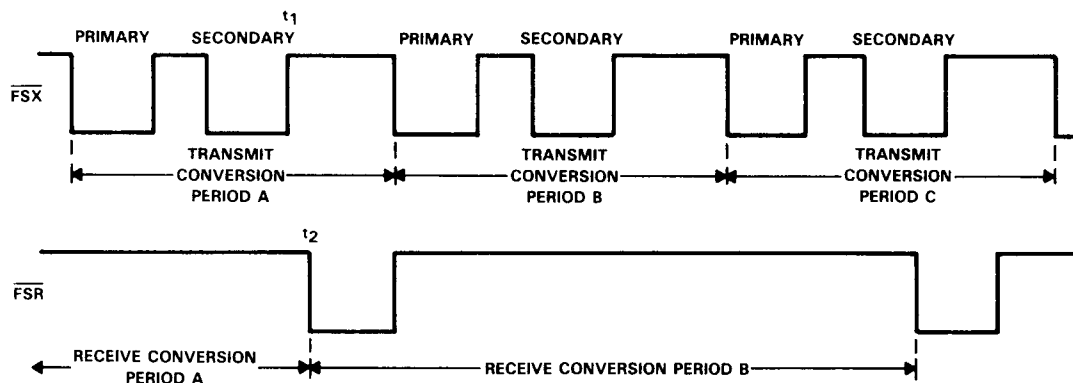 t1
PRIMARY SECONDARY PRIMARY SECONDARY PRIMARY SECONDARY
FSX
TRANSMIT CONVERSION PERIOD A
TRANSMIT CONVERSION PERIOD B
TRANSMIT CONVERSION PERIOD C
t2
FSR
RECEIVE CONVERSION PERIOD A
RECEIVE CONVERSION PERIOD B